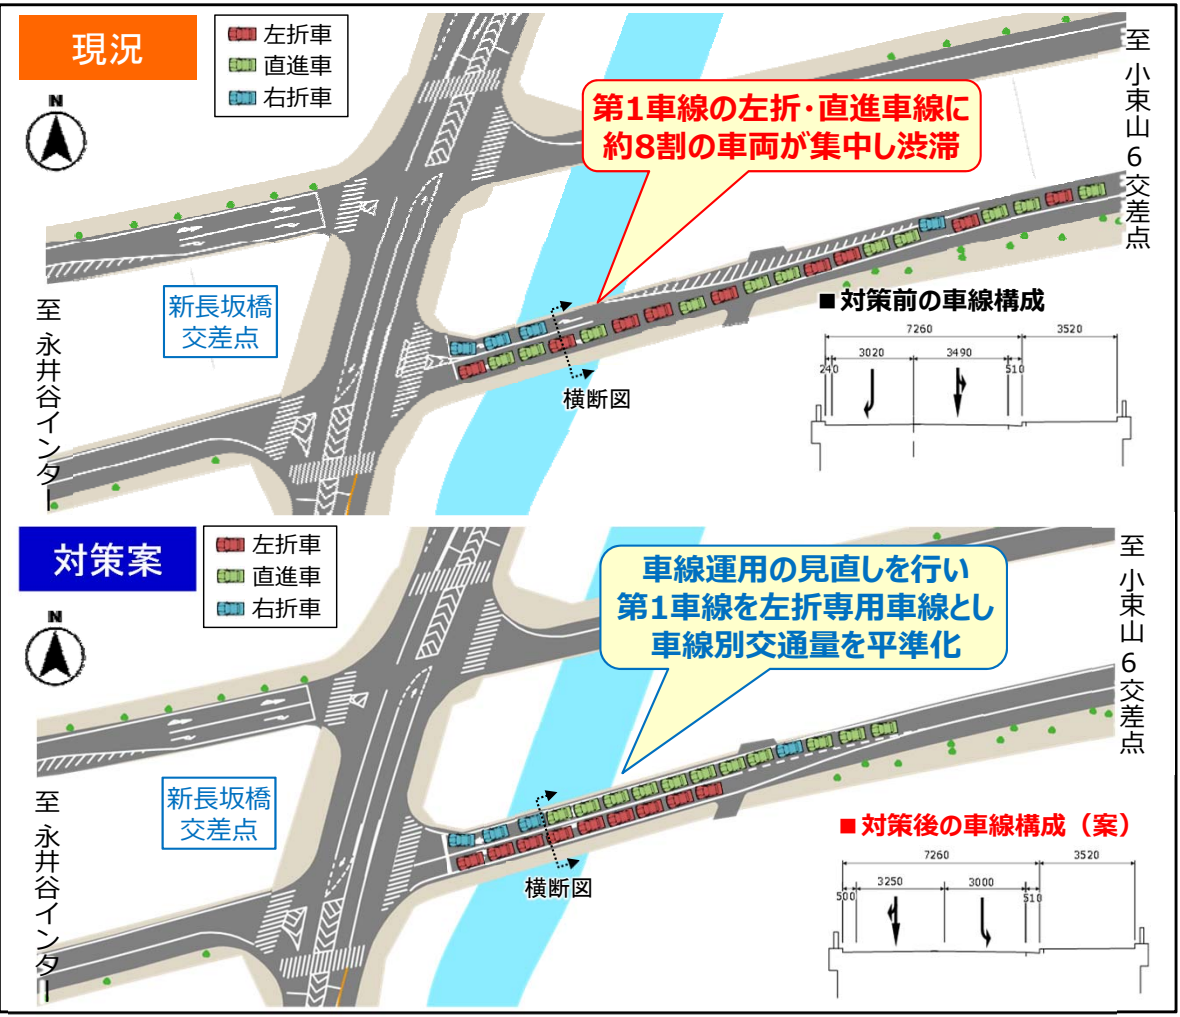 現況
左折車
直進車
右折車
N
第1車線の左折・直進車線に
約8割の車両が集中し渋滞
至 小束山6交差点
新長坂橋
交差点
至 永井谷インター
横断図
■対策前の車線構成
7260
3520
3020
3490
240
510
対策案
左折車
直進車
右折車
N
車線運用の見直しを行い
第1車線を左折専用車線とし
車線別交通量を平準化
至 小束山6交差点
新長坂橋
交差点
至 永井谷インター
横断図
■対策後の車線構成（案）
7260
3520
3250
3000
500
510